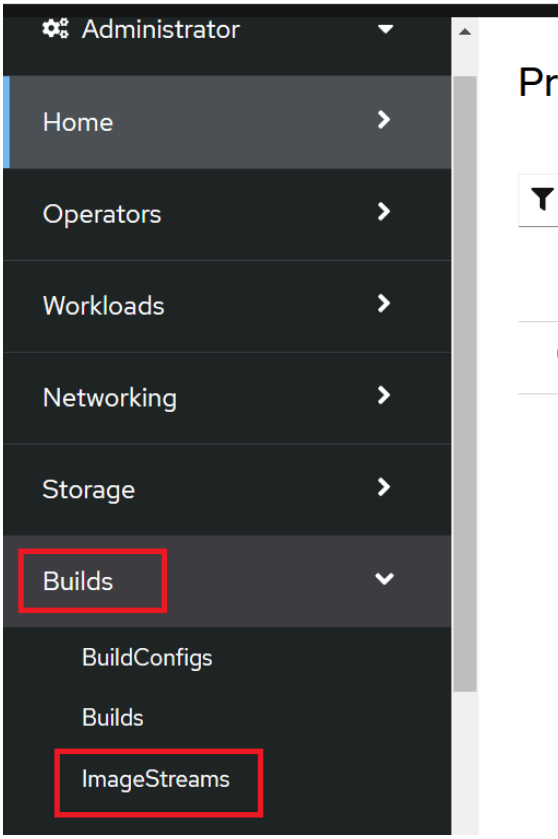 Administrator
Pr
Home
Operators
Workloads
Networking
Storage
Builds
BuildConfigs
Builds
ImageStreams